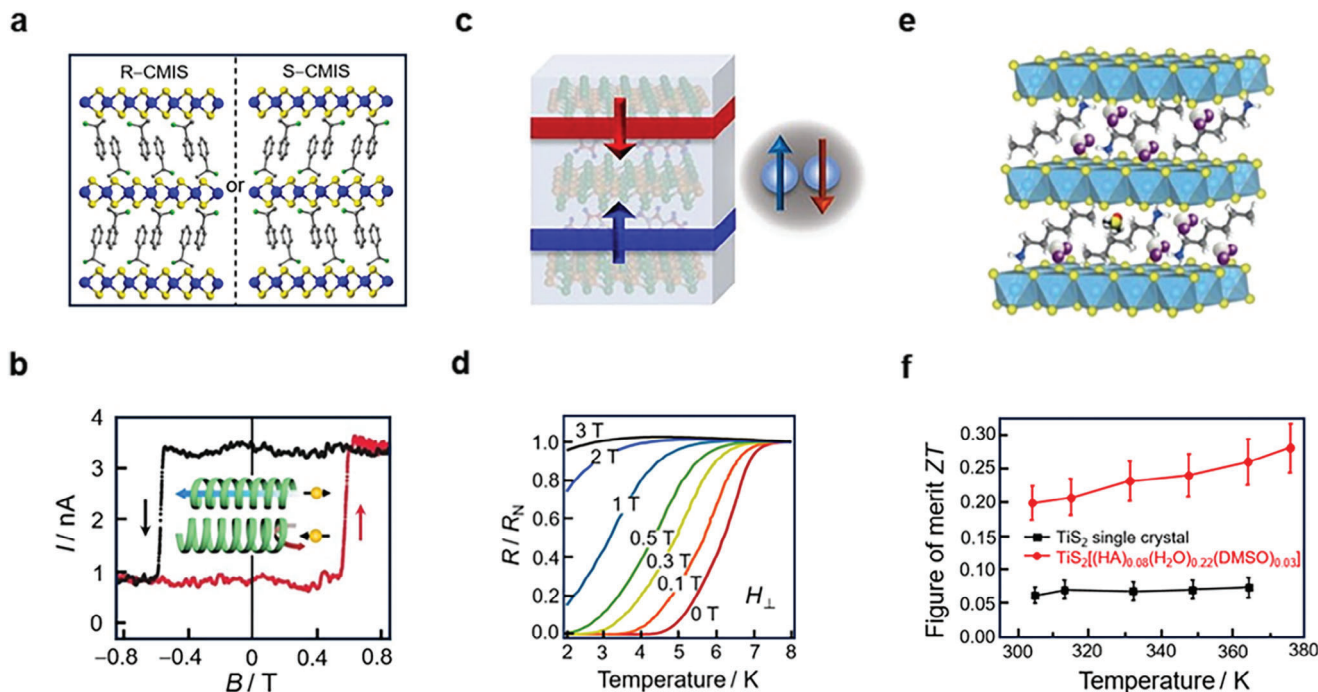 a
R–CMIS
S–CMIS
or
b
I / nA
4
3
2
1
0
−0.8
−0.4
0
0.4
0.8
B / T
c
d
R / R_N
1.0
0.8
0.6
0.4
0.2
0.0
3 T
2 T
1 T
0.5 T
0.3 T
0.1 T
0 T
H⊥
2
3
4
5
6
7
8
Temperature / K
e
f
Figure of merit ZT
0.30
0.25
0.20
0.15
0.10
0.05
0.00
TiS₂ single crystal
TiS₂[(HA)₀.₀₈(H₂O)₀.₂₂(DMSO)₀.₀₃]
300
320
340
360
380
Temperature / K